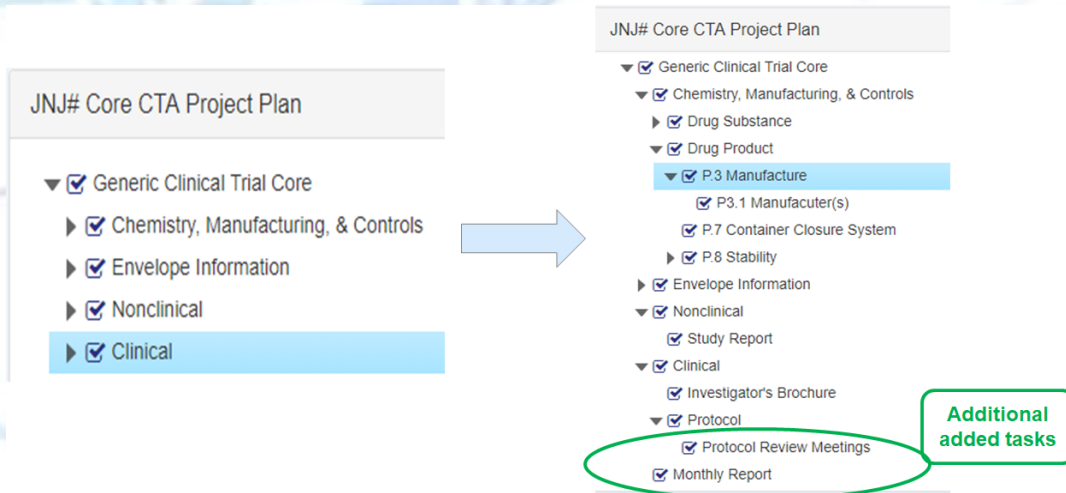 JNJ# Core CTA Project Plan
Generic Clinical Trial Core
Chemistry, Manufacturing, & Controls
Envelope Information
Nonclinical
Clinical
JNJ# Core CTA Project Plan
Generic Clinical Trial Core
Chemistry, Manufacturing, & Controls
Drug Substance
Drug Product
P.3 Manufacture
P3.1 Manufacuter(s)
P.7 Container Closure System
P.8 Stability
Envelope Information
Nonclinical
Study Report
Clinical
Investigator's Brochure
Protocol
Protocol Review Meetings
Monthly Report
Additional
added tasks